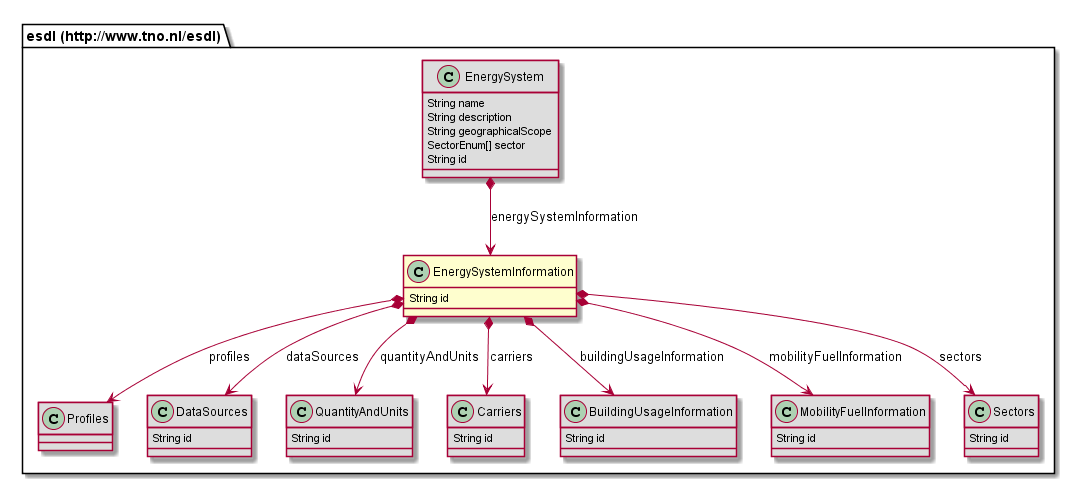 esdl (http://www.tno.nl/esdl)
C EnergySystem
String name
String description
String geographicalScope
SectorEnum[] sector
String id
energySystemInformation
C EnergySystemInformation
String id
profiles
dataSources
quantityAndUnits
carriers
buildingUsageInformation
mobilityFuelInformation
sectors
C Profiles
C DataSources
String id
C QuantityAndUnits
String id
C Carriers
String id
C BuildingUsageInformation
String id
C MobilityFuelInformation
String id
C Sectors
String id